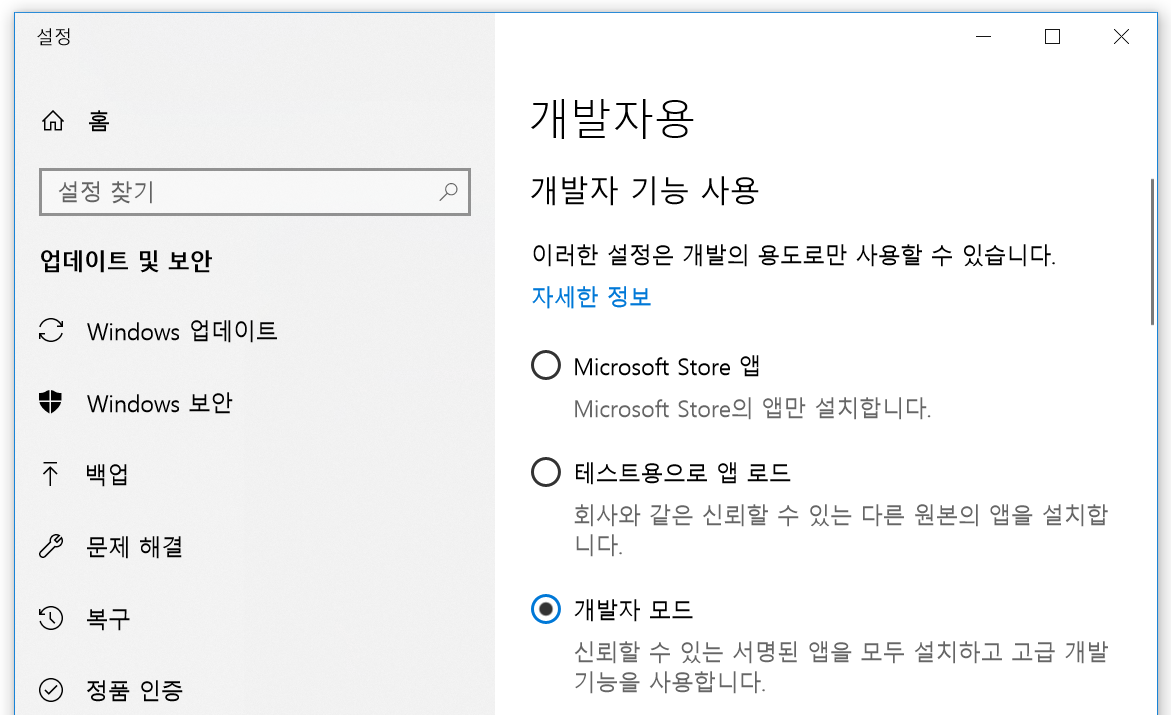 설정
홈
설정 찾기
업데이트 및 보안
Windows 업데이트
Windows 보안
백업
문제 해결
복구
정품 인증
개발자용
개발자 기능 사용
이러한 설정은 개발의 용도로만 사용할 수 있습니다.
자세한 정보
Microsoft Store 앱
Microsoft Store의 앱만 설치합니다.
테스트용으로 앱 로드
회사와 같은 신뢰할 수 있는 다른 원본의 앱을 설치합
니다.
개발자 모드
신뢰할 수 있는 서명된 앱을 모두 설치하고 고급 개발
기능을 사용합니다.